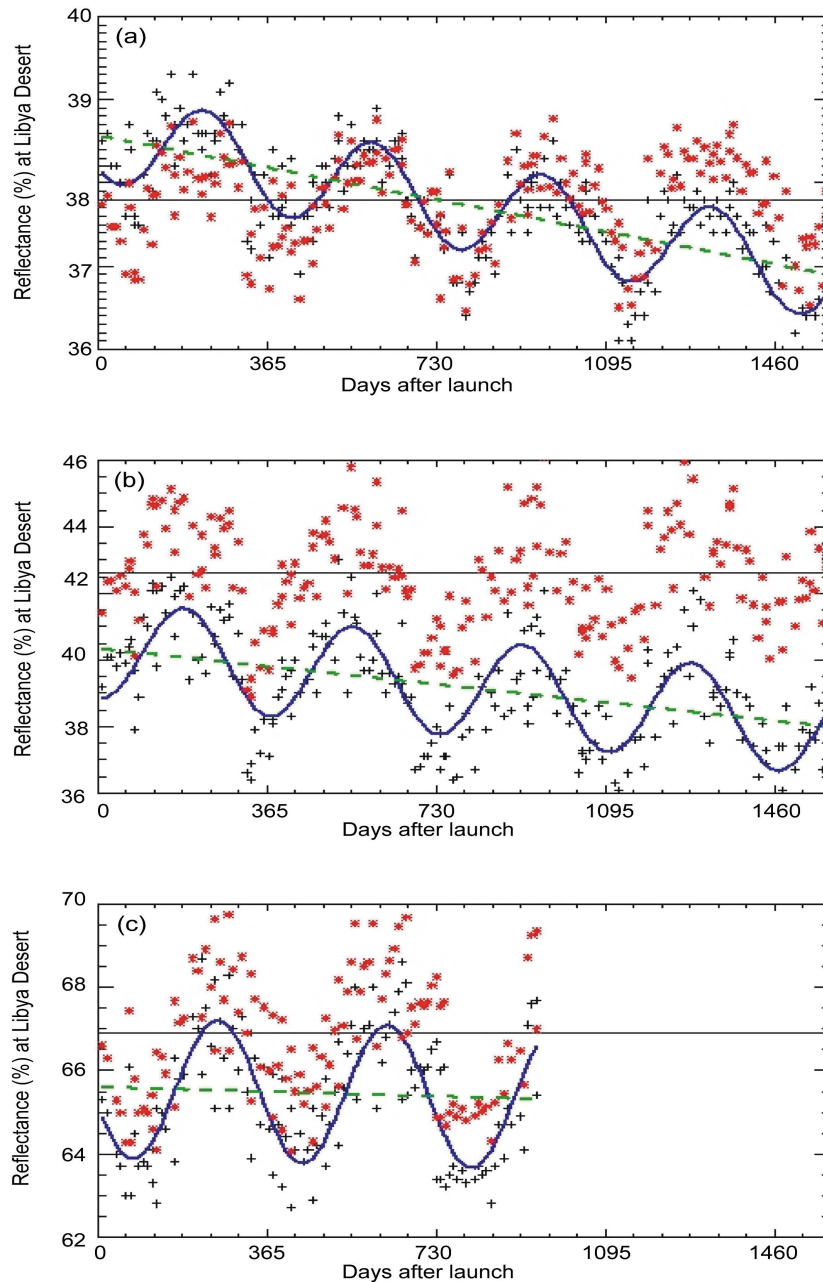 (a)
40
39
38
37
36
Reflectance (%) at Libya Desert
0 365 730 1095 1460
Days after launch
(b)
46
44
42
40
38
36
Reflectance (%) at Libya Desert
0 365 730 1095 1460
Days after launch
(c)
70
68
66
64
62
Reflectance (%) at Libya Desert
0 365 730 1095 1460
Days after launch